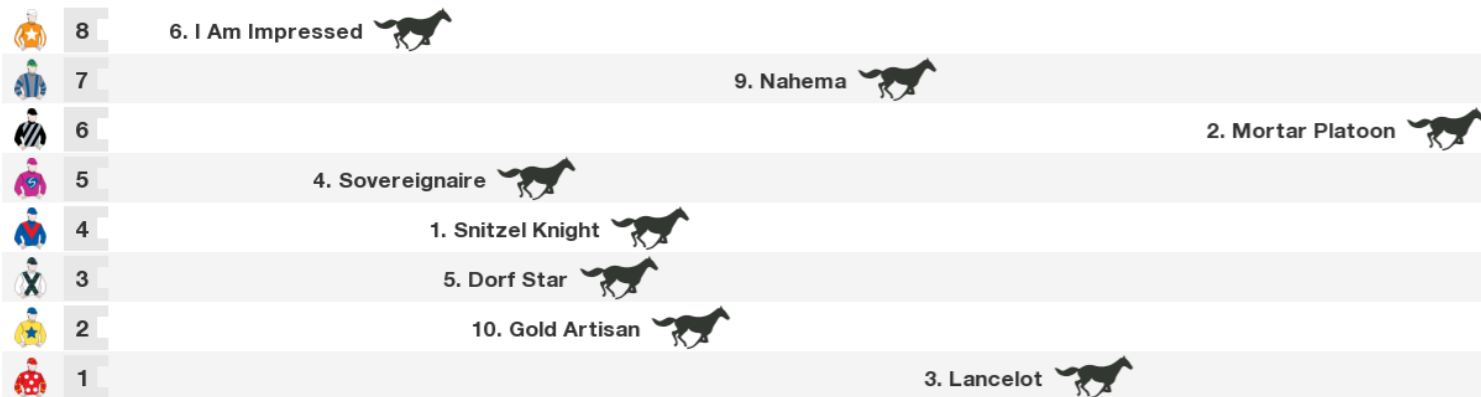 8 6. I Am Impressed
7 9. Nahema
6 2. Mortar Platoon
5 4. Sovereignaire
4 1. Snitzel Knight
3 5. Dorf Star
2 10. Gold Artisan
1 3. Lancelot